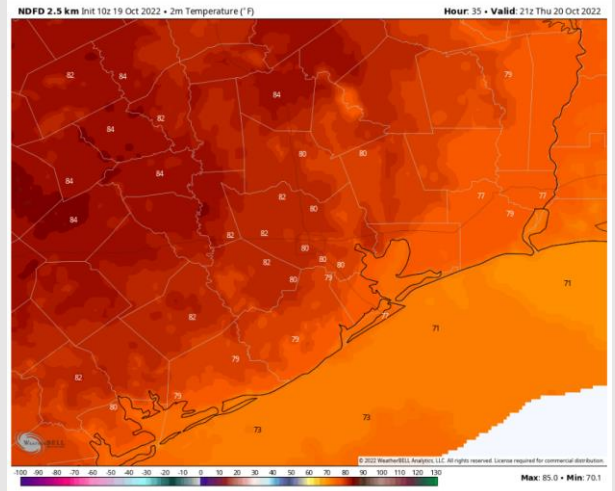 NDFD 2.5 km Init 10z 19 Oct 2022 • 2m Temperature (°F)
Hour: 35 • Valid: 21z Thu 20 Oct 2022
82 84 79
84
82
84
80 80
84 84
82 77 77
84 80 79
82 82
80
82 80 80
80 79
71
82 77
71
79
79
82
79
80
73
73
WeatherBELL
© 2022 WeatherBELL Analytics, LLC. All rights reserved. License required for commercial distribution.
-100 -90 -80 -70 -60 -50 -40 -30 -20 -10 0 10 20 30 40 50 60 70 80 90 100 110 120 130
Max: 85.0 • Min: 70.1